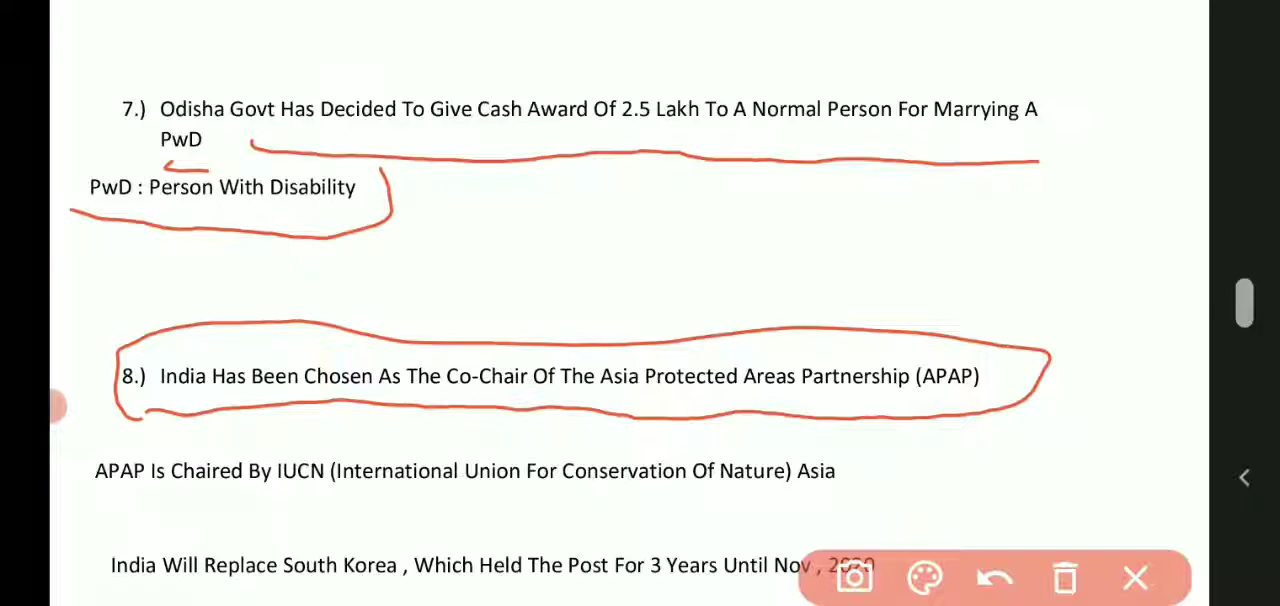 7.) Odisha Govt Has Decided To Give Cash Award Of 2.5 Lakh To A Normal Person For Marrying A
PwD
PwD : Person With Disability
8.) India Has Been Chosen As The Co-Chair Of The Asia Protected Areas Partnership (APAP)
APAP Is Chaired By IUCN (International Union For Conservation Of Nature) Asia
India Will Replace South Korea , Which Held The Post For 3 Years Until Nov , 2020